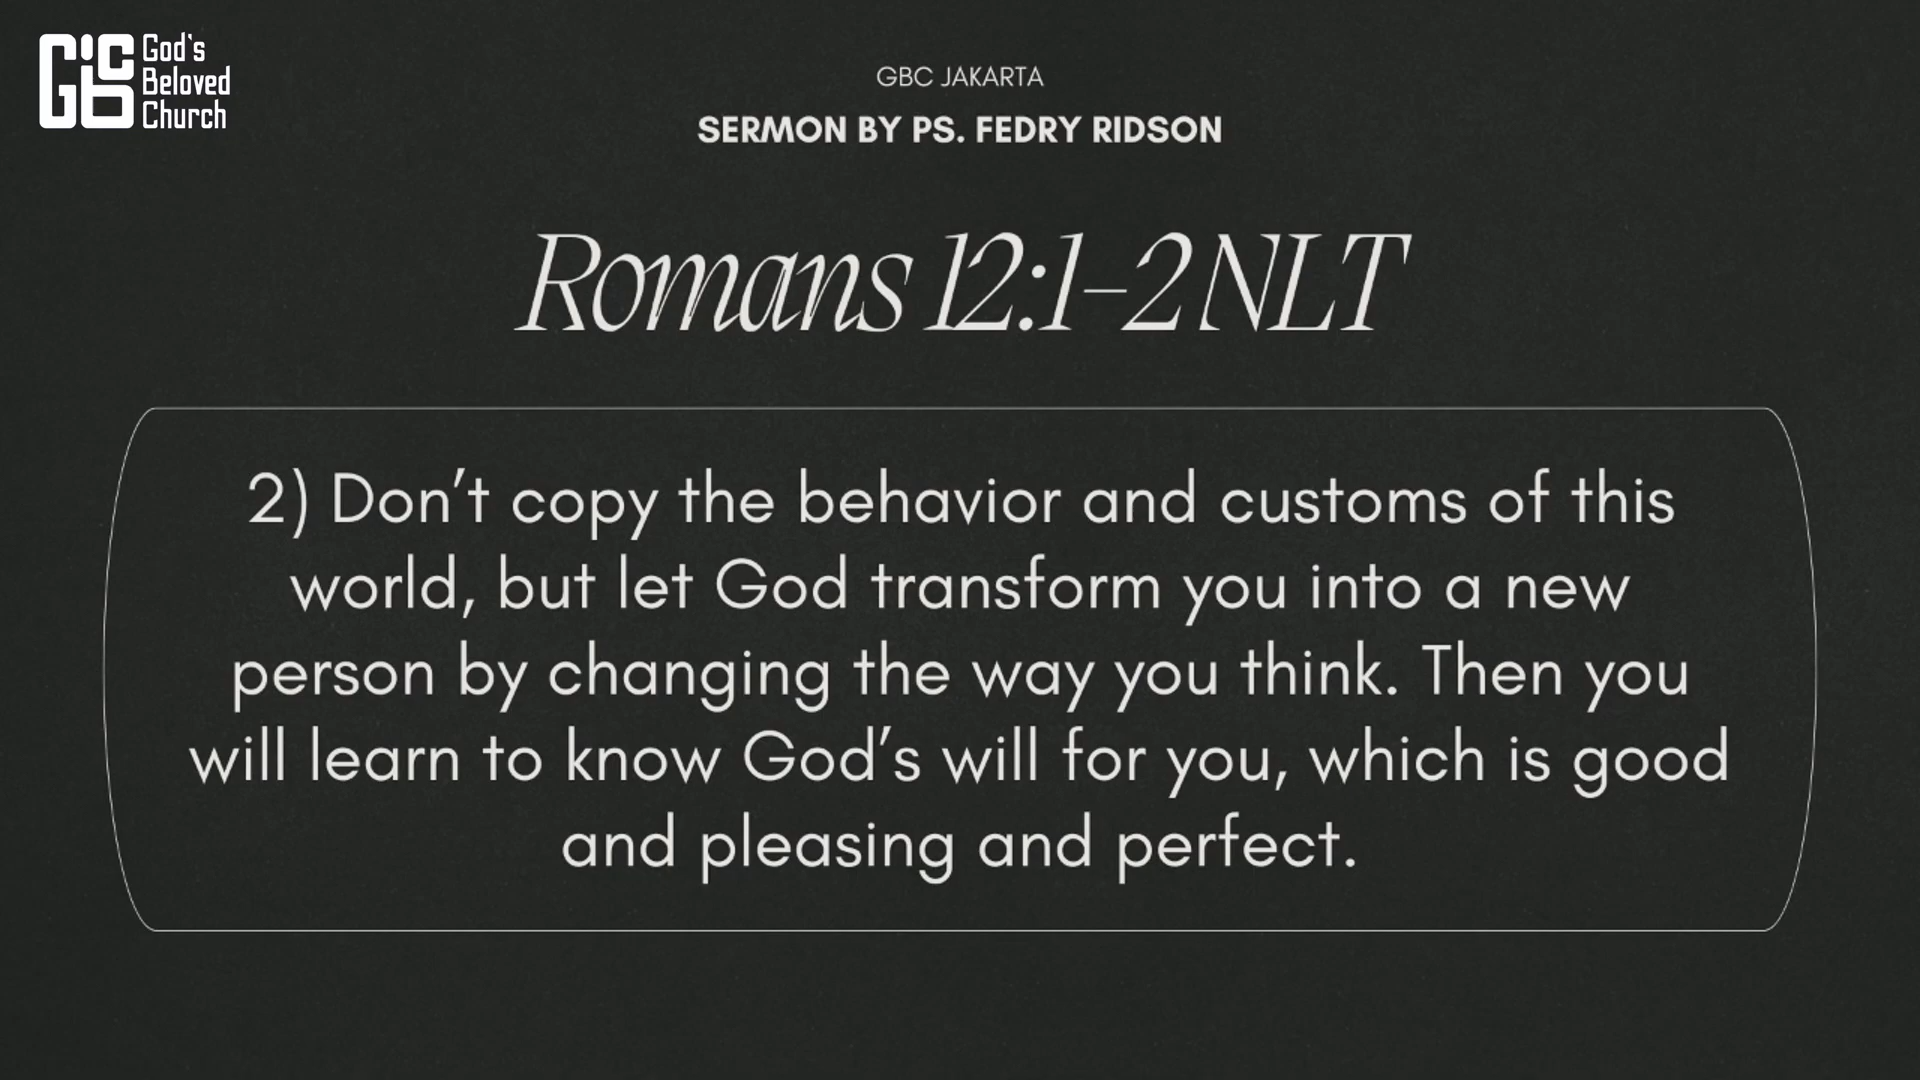 God's
Beloved
Church
GBC JAKARTA
SERMON BY PS. FEDRY RIDSON
Romans 12:1–2 NLT
2) Don’t copy the behavior and customs of this
world, but let God transform you into a new
person by changing the way you think. Then you
will learn to know God’s will for you, which is good
and pleasing and perfect.